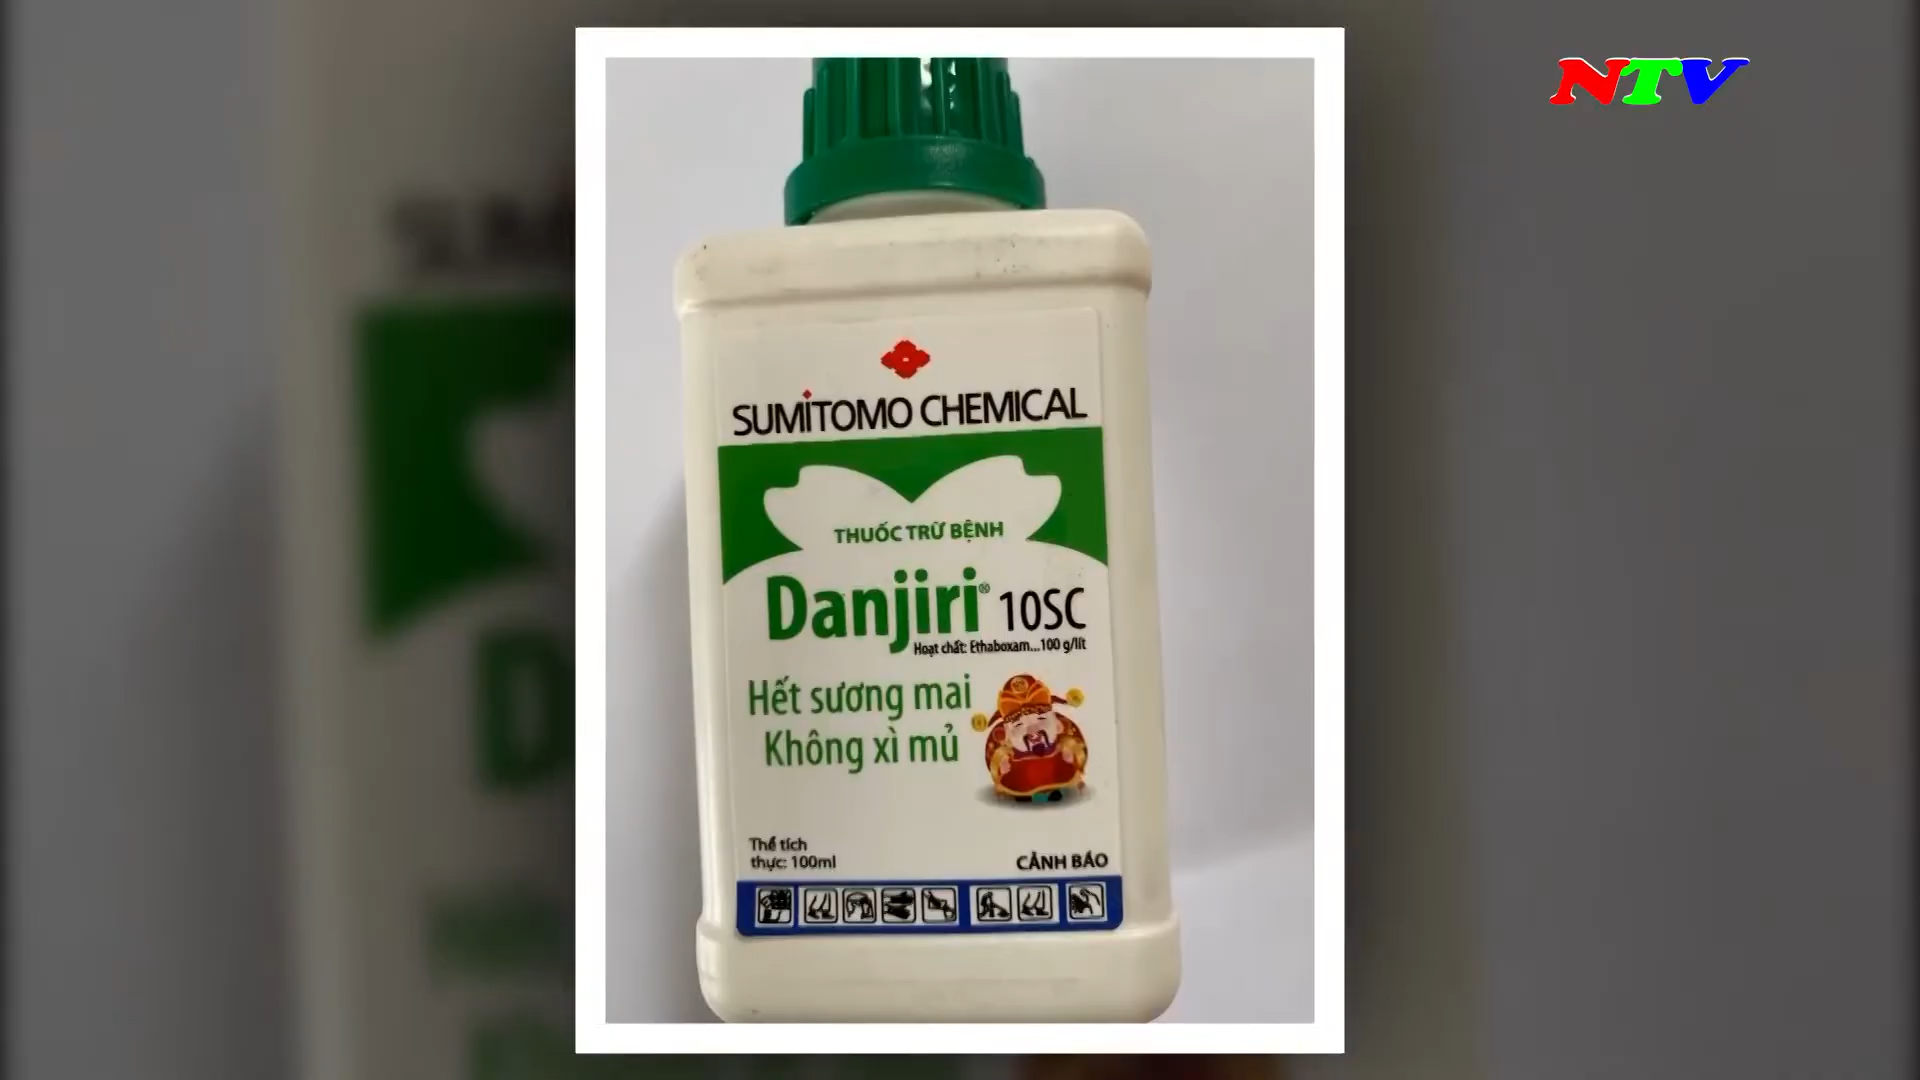 NTV
SUMITOMO CHEMICAL
THUỐC TRỪ BỆNH
Danjiri® 10SC
Hoạt chất: Ethaboxam...100 g/lít
Hết sương mai
Không xì mủ
Thể tích
thực: 100ml
CẢNH BÁO